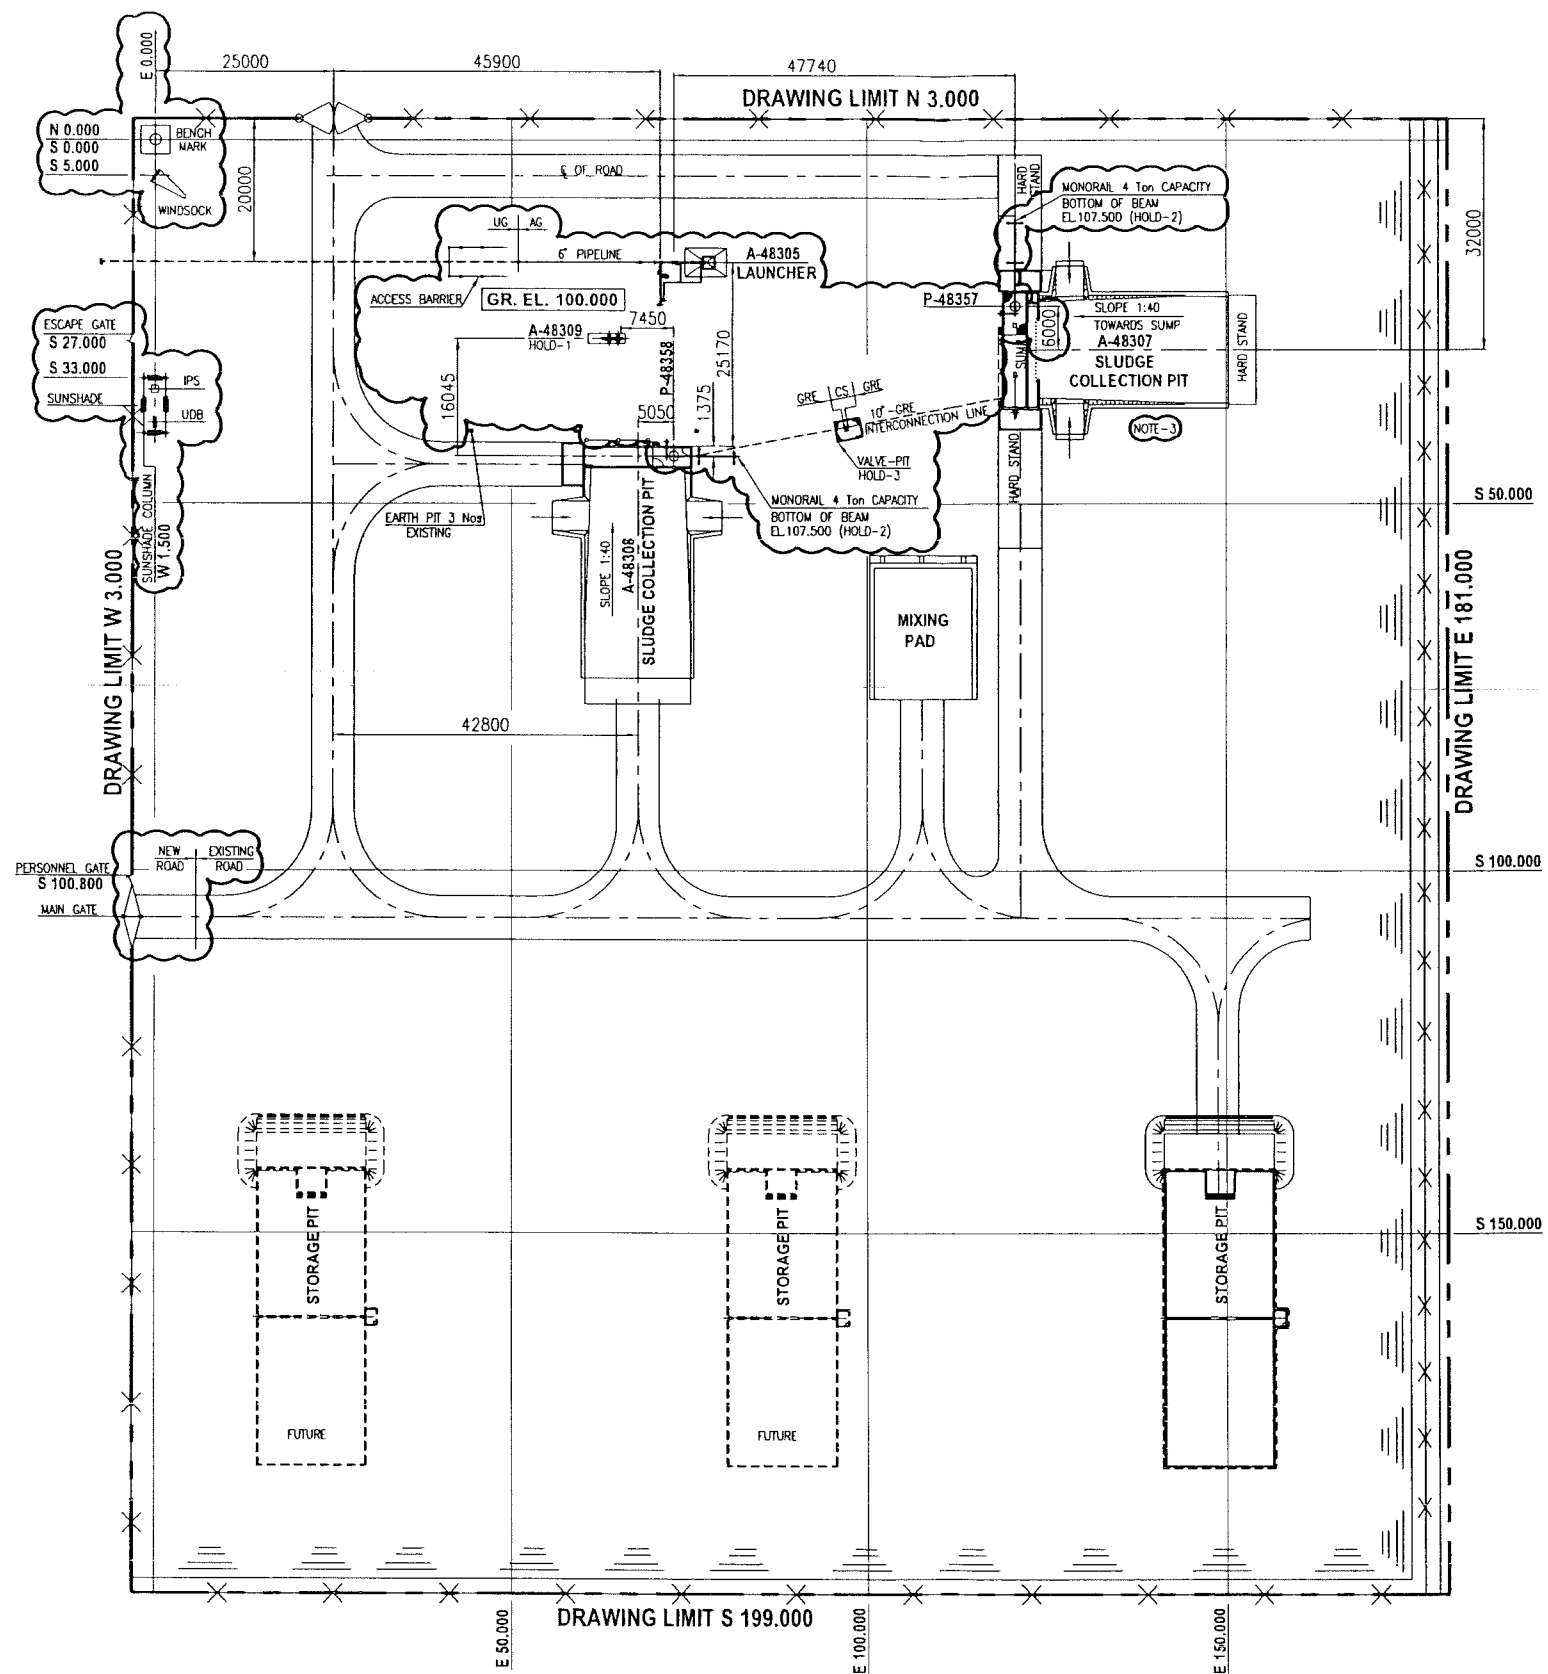 E 0.000
25000
45900
47740
DRAWING LIMIT N 3.000
N 0.000
S 0.000
S 5.000
BENCH
MARK
WINDSOCK
20000
℄ OF ROAD
HARD
STAND
MONORAIL 4 Ton CAPACITY
BOTTOM OF BEAM
EL.107.500 (HOLD-2)
32000
UG
AG
6" PIPELINE
A-48305
LAUNCHER
ACCESS BARRIER
GR. EL. 100.000
P-48357
SLOPE 1:40
TOWARDS SUMP
A-48307
SLUDGE
COLLECTION PIT
6000
HARD STAND
NOTE-3
ESCAPE GATE
S 27.000
S 33.000
SUNSHADE
IPS
UDB
A-48309
HOLD-1
7450
P-48358
25170
16045
5050
1375
GRE
CS
GRE
10"-GRE
INTERCONNECTION LINE
VALVE-PIT
HOLD-3
HARD STAND
MONORAIL 4 Ton CAPACITY
BOTTOM OF BEAM
EL.107.500 (HOLD-2)
S 50.000
EARTH PIT 3 Nos
EXISTING
SUNSHADE COLUMN
W 1.500
DRAWING LIMIT W 3.000
SLOPE 1:40
A-48308
SLUDGE COLLECTION PIT
MIXING
PAD
DRAWING LIMIT E 181.000
42800
NEW
ROAD
EXISTING
ROAD
PERSONNEL GATE
S 100.800
MAIN GATE
S 100.000
STORAGE PIT
STORAGE PIT
STORAGE PIT
S 150.000
FUTURE
FUTURE
DRAWING LIMIT S 199.000
E 50.000
E 100.000
E 150.000